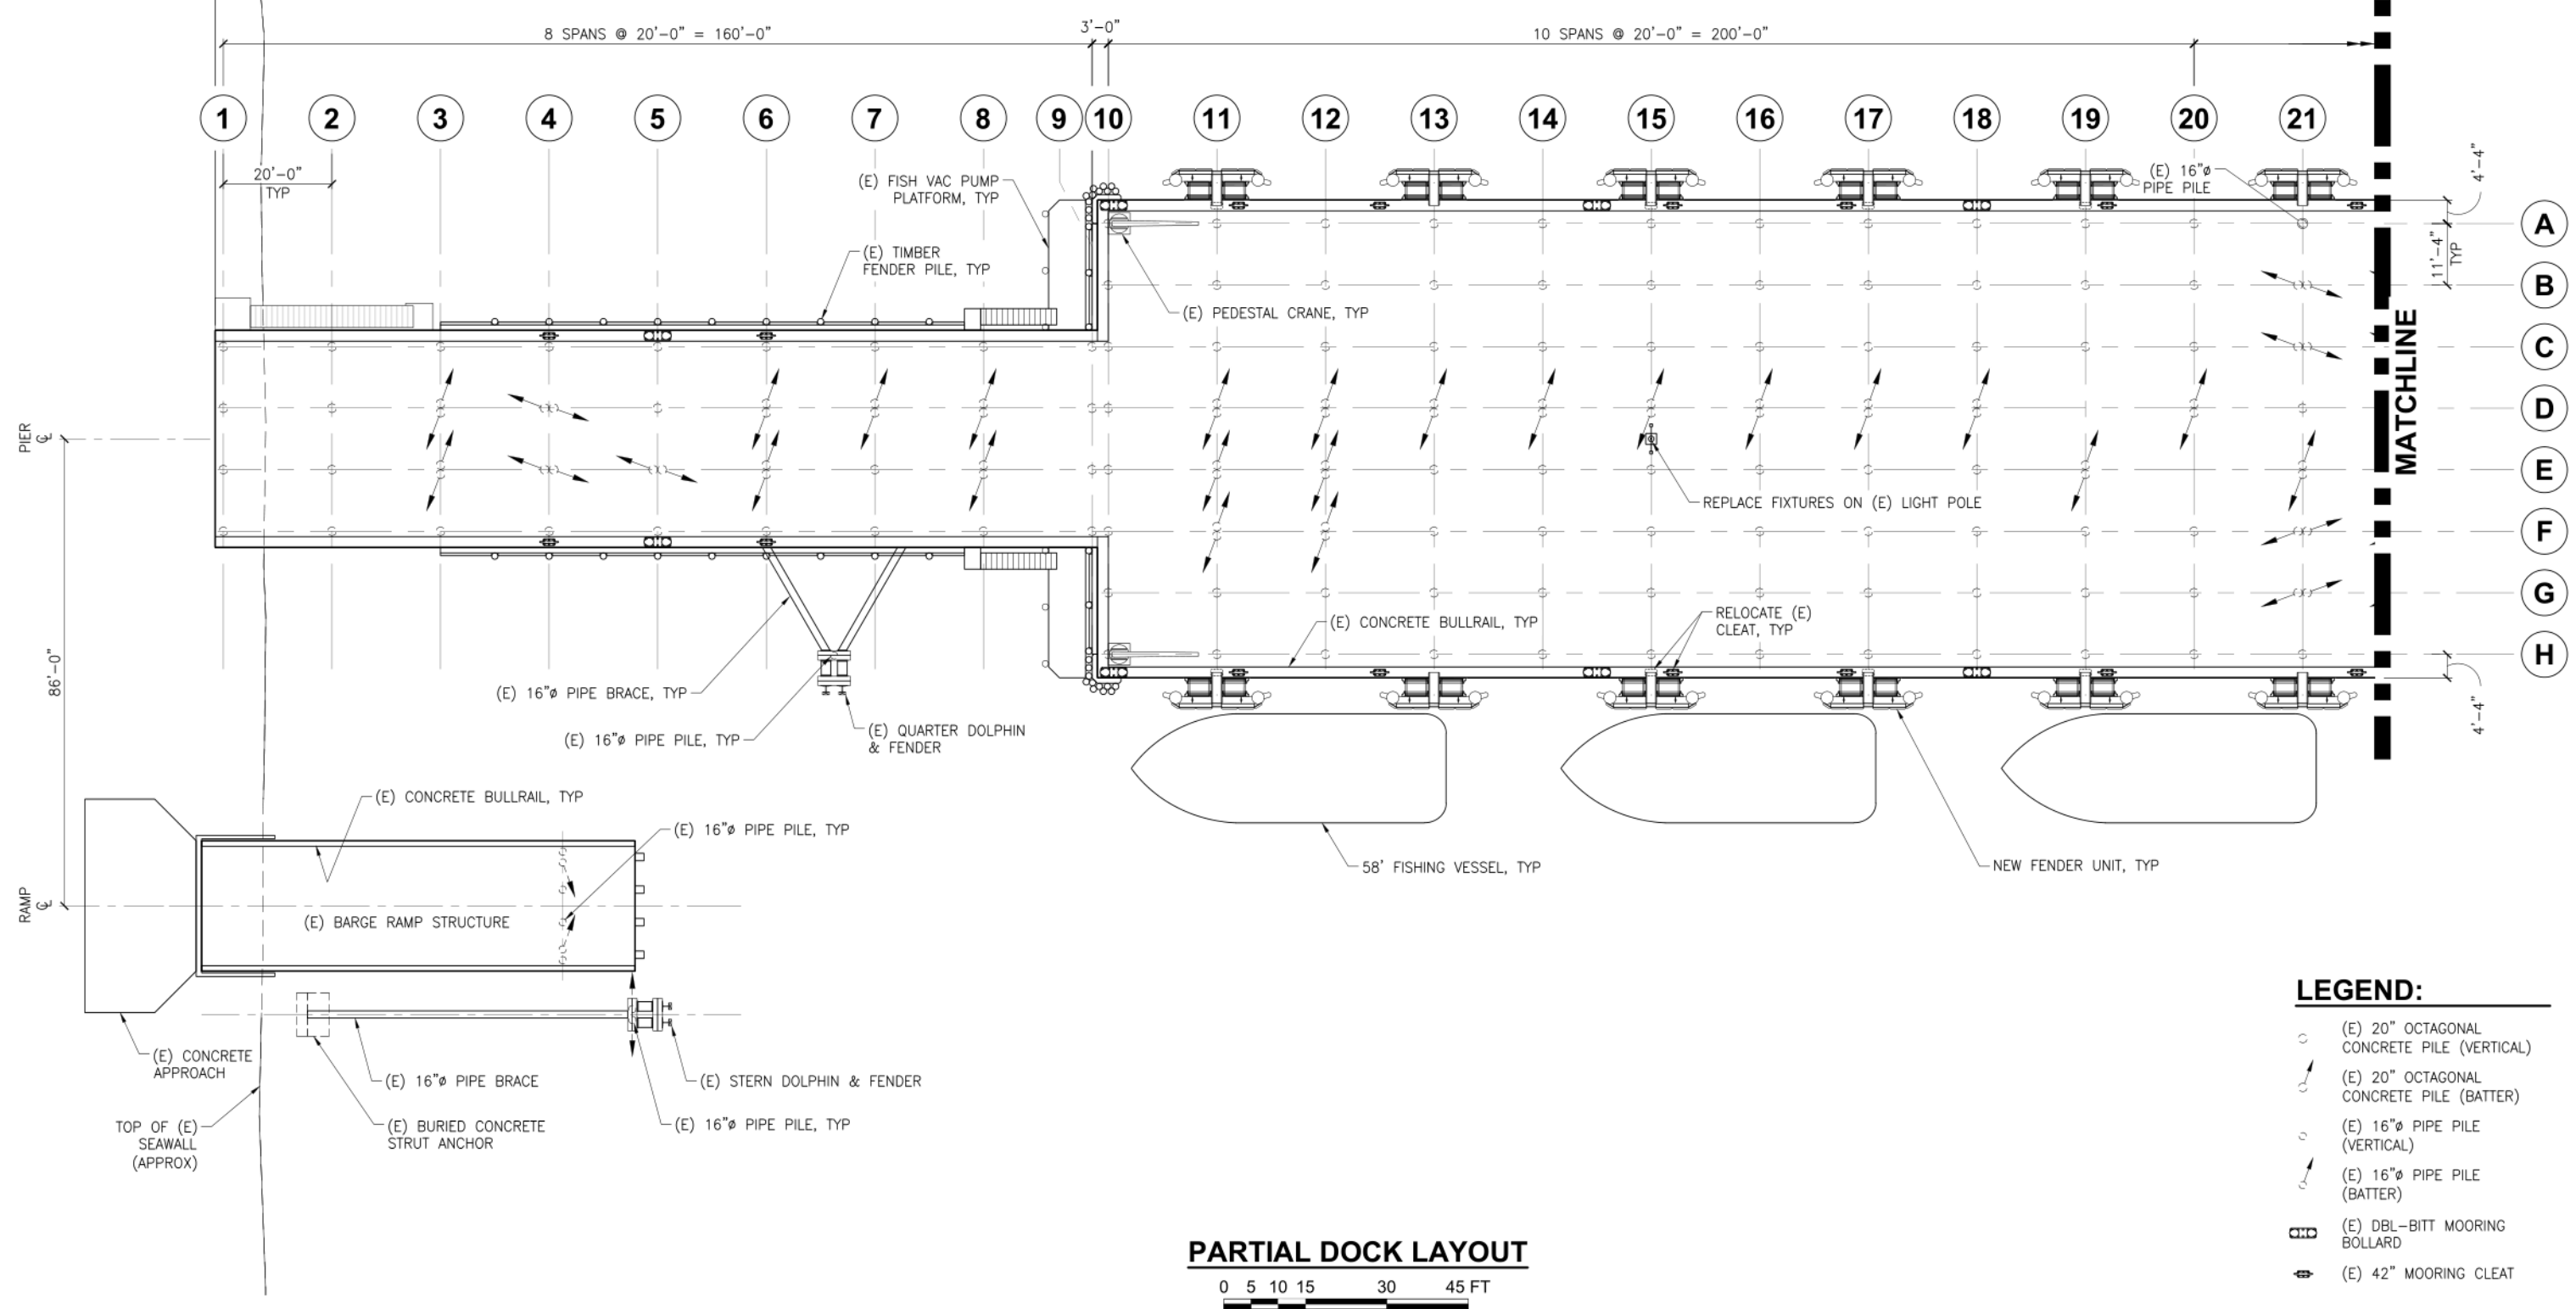 8 SPANS @ 20'-0" = 160'-0"
3'-0"
10 SPANS @ 20'-0" = 200'-0"
1
2
3
4
5
6
7
8
9
10
11
12
13
14
15
16
17
18
19
20
21
20'-0"
TYP
(E) FISH VAC PUMP
PLATFORM, TYP
(E) TIMBER
FENDER PILE, TYP
(E) PEDESTAL CRANE, TYP
(E) 16"ø
PIPE PILE
4'-4"
11'-4"
TYP
A
B
C
D
E
F
G
H
MATCHLINE
PIER ℄
86'-0"
RAMP ℄
REPLACE FIXTURES ON (E) LIGHT POLE
(E) CONCRETE BULLRAIL, TYP
RELOCATE (E)
CLEAT, TYP
4'-4"
(E) 16"ø PIPE BRACE, TYP
(E) 16"ø PIPE PILE, TYP
(E) QUARTER DOLPHIN
& FENDER
(E) CONCRETE BULLRAIL, TYP
(E) 16"ø PIPE PILE, TYP
58' FISHING VESSEL, TYP
NEW FENDER UNIT, TYP
(E) BARGE RAMP STRUCTURE
(E) CONCRETE
APPROACH
(E) 16"ø PIPE BRACE
(E) STERN DOLPHIN & FENDER
TOP OF (E)
SEAWALL
(APPROX)
(E) BURIED CONCRETE
STRUT ANCHOR
(E) 16"ø PIPE PILE, TYP
LEGEND:
(E) 20" OCTAGONAL
CONCRETE PILE (VERTICAL)
(E) 20" OCTAGONAL
CONCRETE PILE (BATTER)
(E) 16"ø PIPE PILE
(VERTICAL)
(E) 16"ø PIPE PILE
(BATTER)
(E) DBL-BITT MOORING
BOLLARD
(E) 42" MOORING CLEAT
PARTIAL DOCK LAYOUT
0 5 10 15 30 45 FT